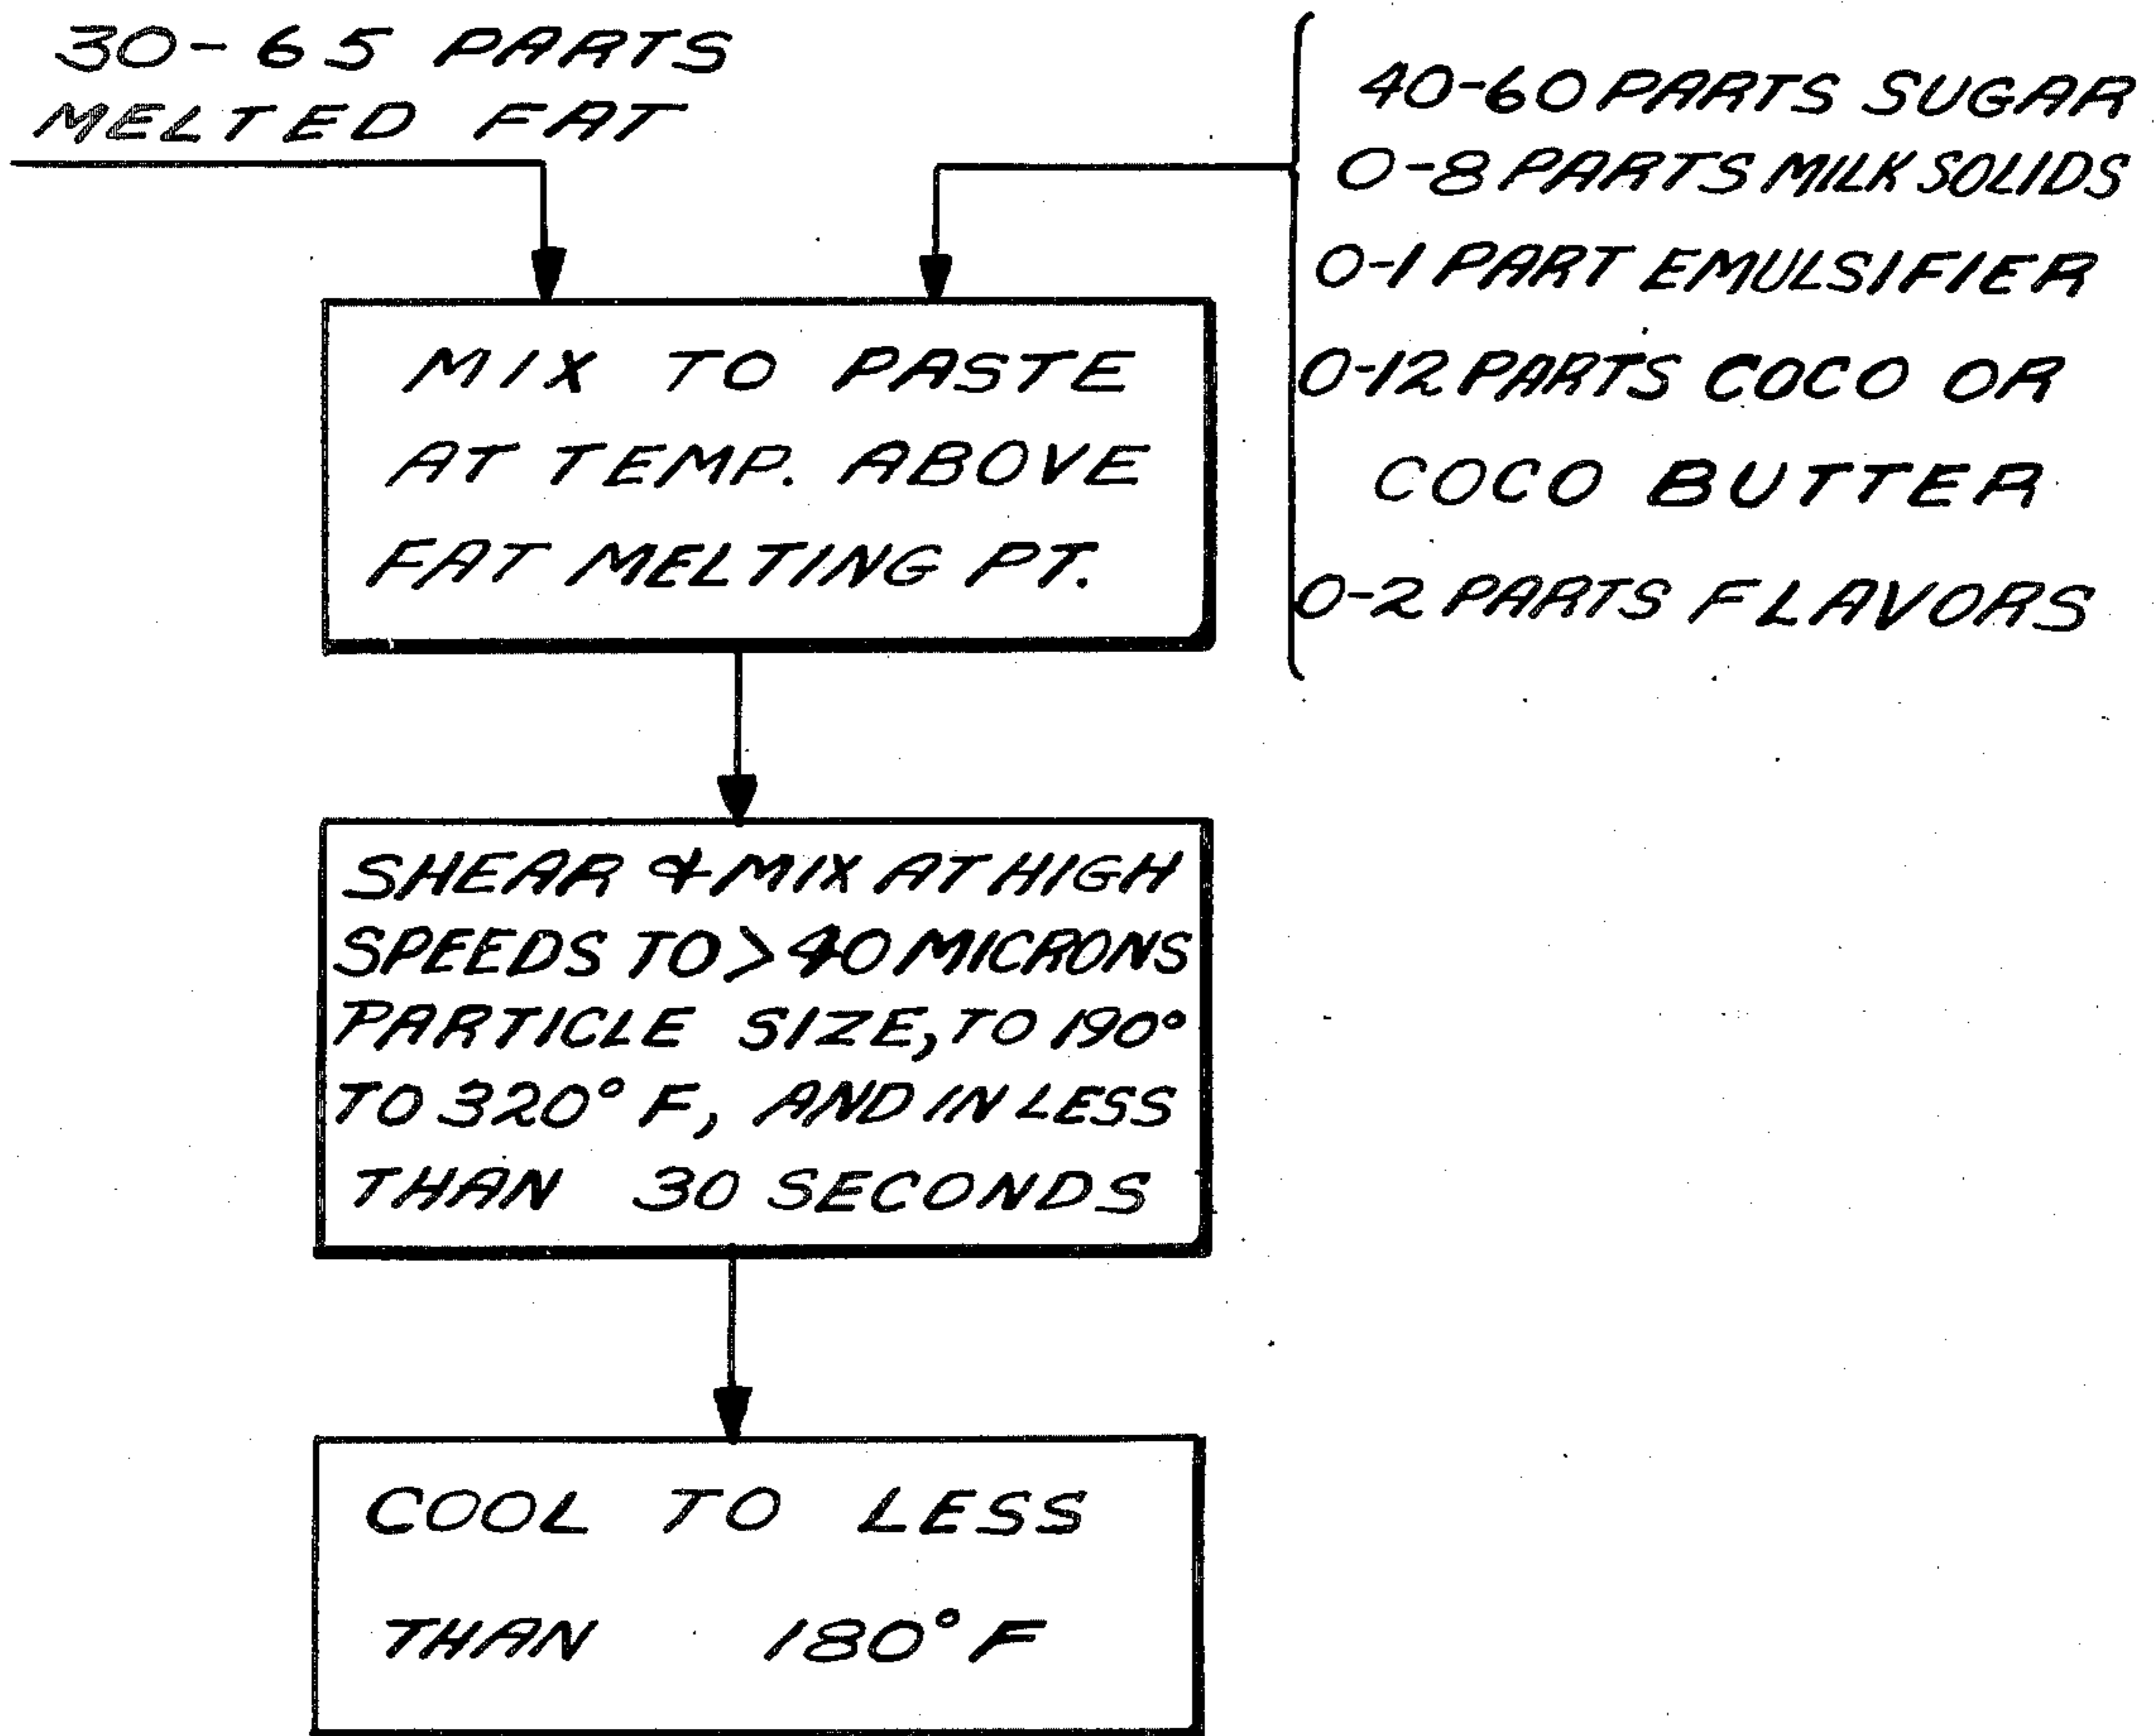 30-65 PARTS
MELTED FAT
40-60 PARTS SUGAR
0-8 PARTS MILK SOLIDS
0-1 PART EMULSIFIER
0-12 PARTS COCO OR
COCO BUTTER
0-2 PARTS FLAVORS
MIX TO PASTE
AT TEMP. ABOVE
FAT MELTING PT.
SHEAR & MIX AT HIGH
SPEEDS TO > 40 MICRONS
PARTICLE SIZE, TO 190°
TO 320° F, AND IN LESS
THAN 30 SECONDS
COOL TO LESS
THAN 180° F